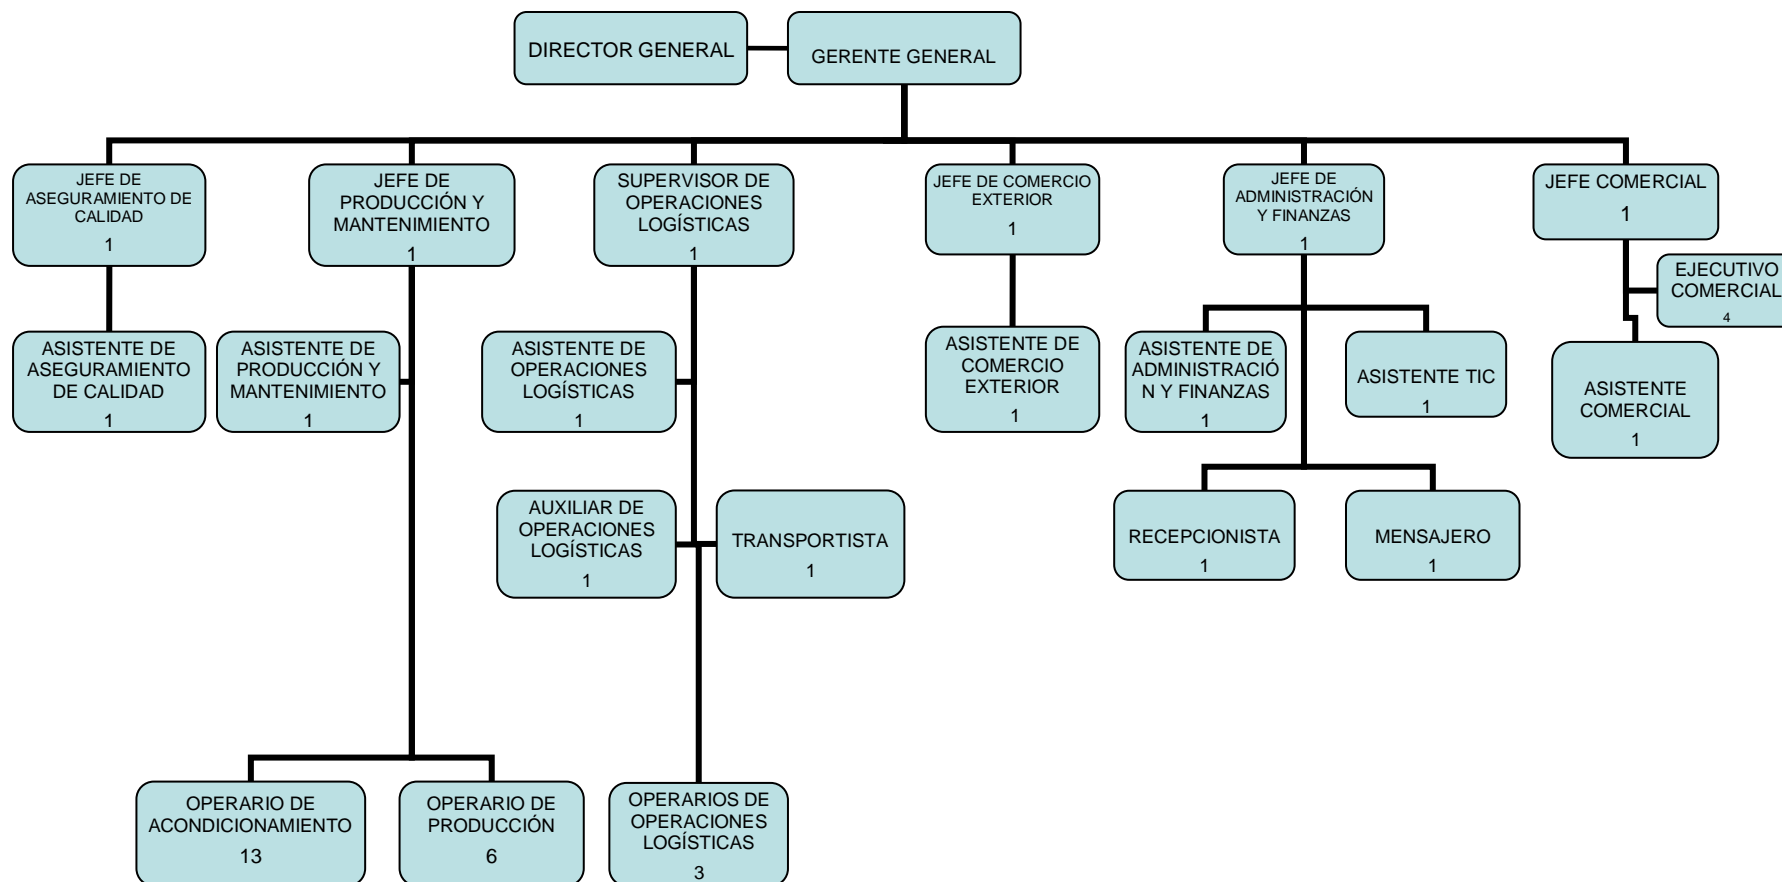 DIRECTOR GENERAL
GERENTE GENERAL
JEFE DE
ASEGURAMIENTO DE
CALIDAD
1
JEFE DE
PRODUCCIÓN Y
MANTENIMIENTO
1
SUPERVISOR DE
OPERACIONES
LOGÍSTICAS
1
JEFE DE COMERCIO
EXTERIOR
1
JEFE DE
ADMINISTRACIÓN
Y FINANZAS
1
JEFE COMERCIAL
1
EJECUTIVO
COMERCIAL
4
ASISTENTE DE
ASEGURAMIENTO
DE CALIDAD
1
ASISTENTE DE
PRODUCCIÓN Y
MANTENIMIENTO
1
ASISTENTE DE
OPERACIONES
LOGÍSTICAS
1
ASISTENTE DE
COMERCIO
EXTERIOR
1
ASISTENTE DE
ADMINISTRACIÓ
N Y FINANZAS
1
ASISTENTE TIC
1
ASISTENTE
COMERCIAL
1
AUXILIAR DE
OPERACIONES
LOGÍSTICAS
1
TRANSPORTISTA
1
RECEPCIONISTA
1
MENSAJERO
1
OPERARIO DE
ACONDICIONAMIENTO
13
OPERARIO DE
PRODUCCIÓN
6
OPERARIOS DE
OPERACIONES
LOGÍSTICAS
3